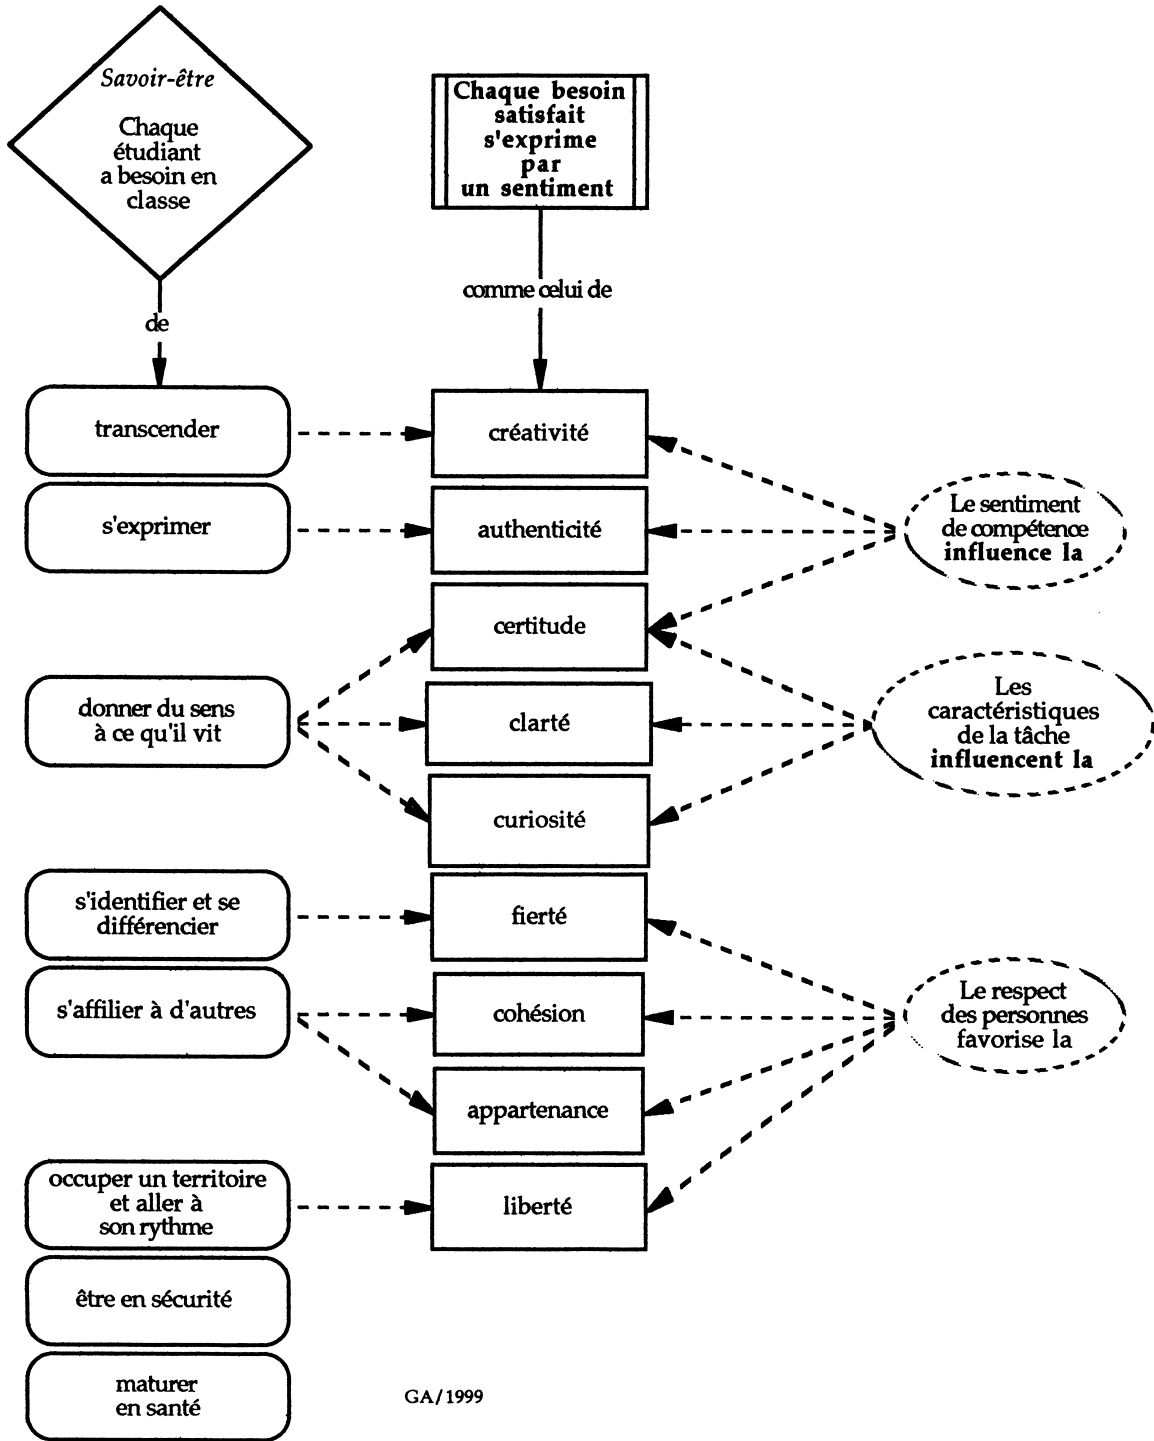 Savoir-être
Chaque
étudiant
a besoin en
classe
de
transcender
s'exprimer
donner du sens
à ce qu'il vit
s'identifier et se
différencier
s'affilier à d'autres
occuper un territoire
et aller à
son rythme
être en sécurité
maturer
en santé
Chaque besoin
satisfait
s'exprime
par
un sentiment
comme celui de
créativité
authenticité
certitude
clarté
curiosité
fierté
cohésion
appartenance
liberté
Le sentiment
de compétence
influence la
Les
caractéristiques
de la tâche
influencent la
Le respect
des personnes
favorise la
GA/1999